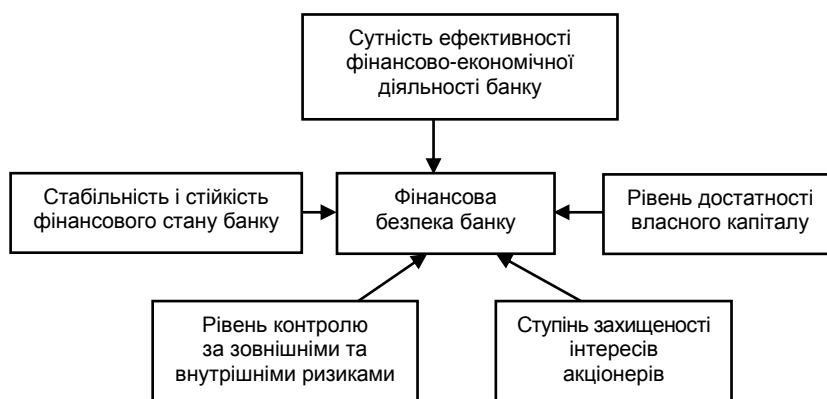 Сутність ефективності
фінансово-економічної
діяльності банку
Стабільність і стійкість
фінансового стану банку
Фінансова
безпека банку
Рівень достатності
власного капіталу
Рівень контролю
за зовнішніми та
внутрішніми ризиками
Ступінь захищеності
інтересів
акціонерів